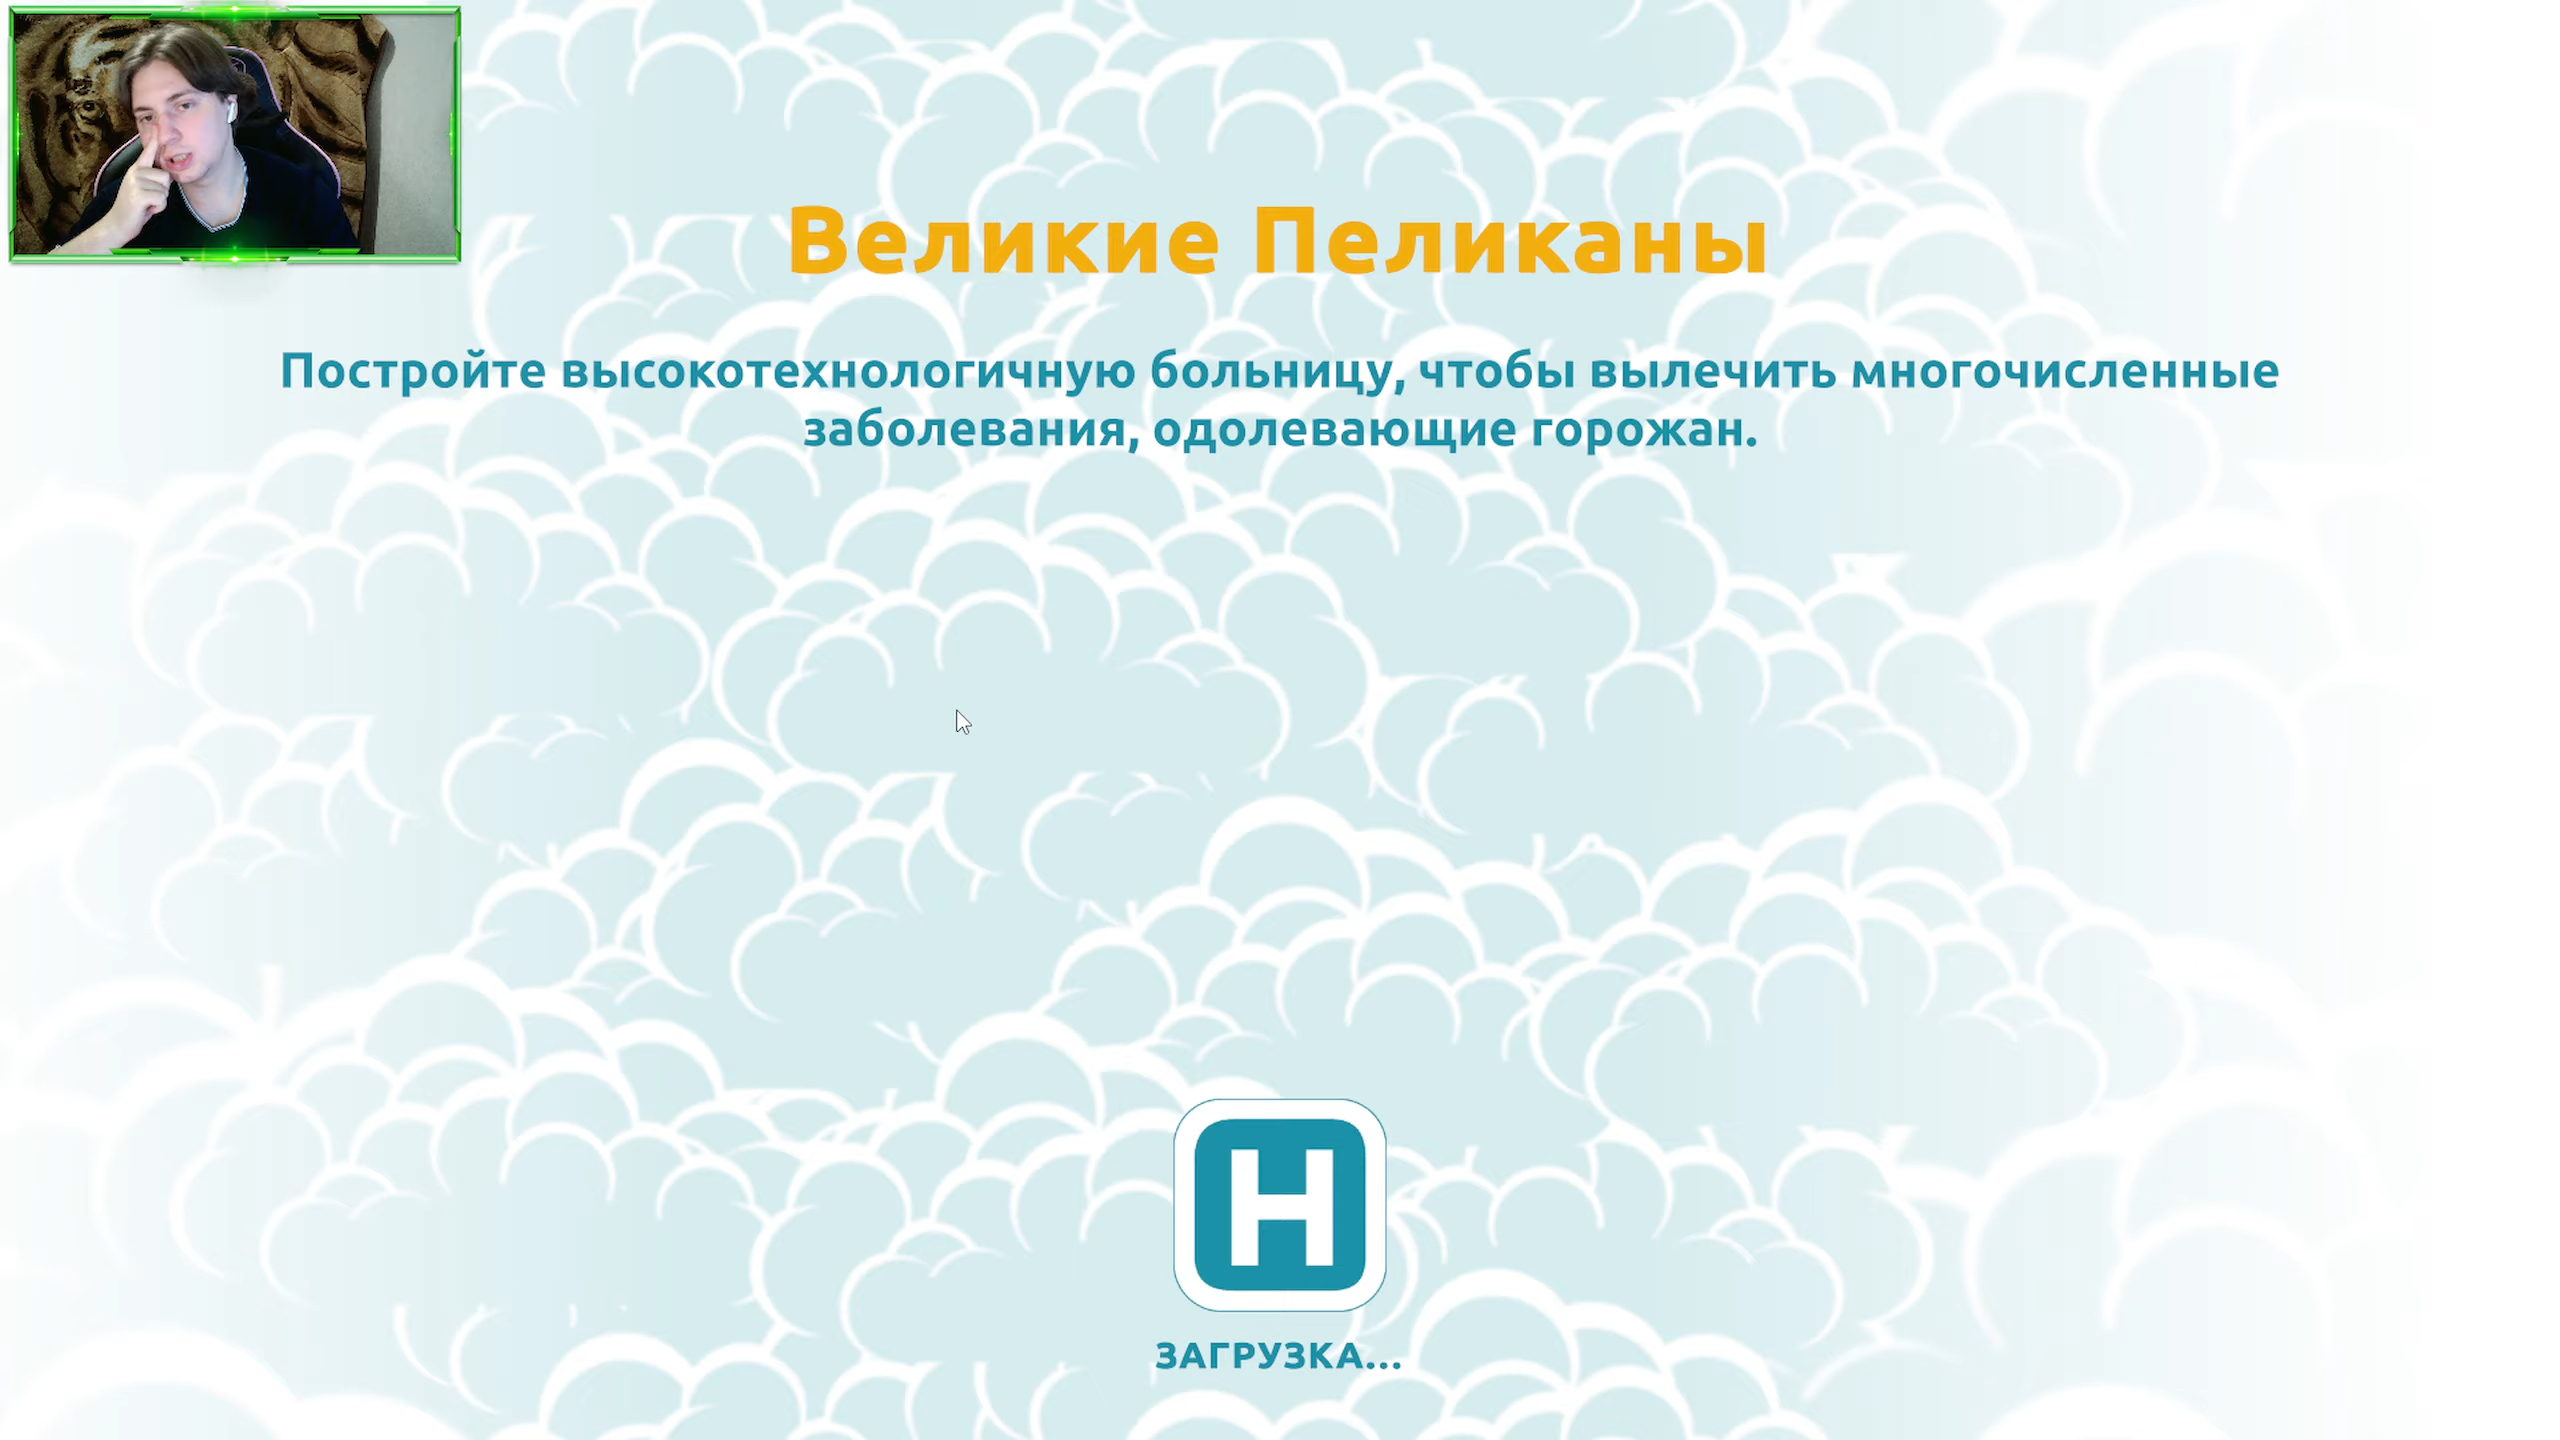 Великие Пеликаны
Постройте высокотехнологичную больницу, чтобы вылечить многочисленные
заболевания, одолевающие горожан.
H
ЗАГРУЗКА...